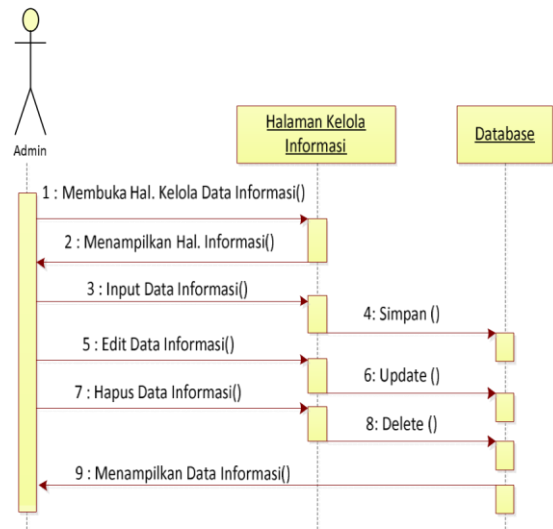 Admin
Halaman Kelola
Informasi
Database
1 : Membuka Hal. Kelola Data Informasi()
2 : Menampilkan Hal. Informasi()
3 : Input Data Informasi()
4: Simpan ()
5 : Edit Data Informasi()
6: Update ()
7 : Hapus Data Informasi()
8: Delete ()
9 : Menampilkan Data Informasi()